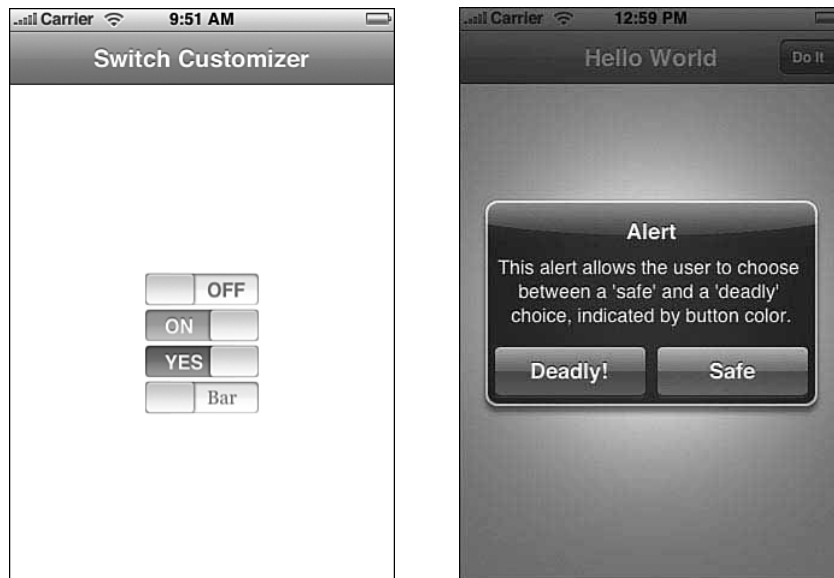 Carrier 9:51 AM
Switch Customizer
OFF
ON
YES
Bar
Carrier 12:59 PM
Hello World Do It
Alert
This alert allows the user to choose
between a 'safe' and a 'deadly'
choice, indicated by button color.
Deadly! Safe